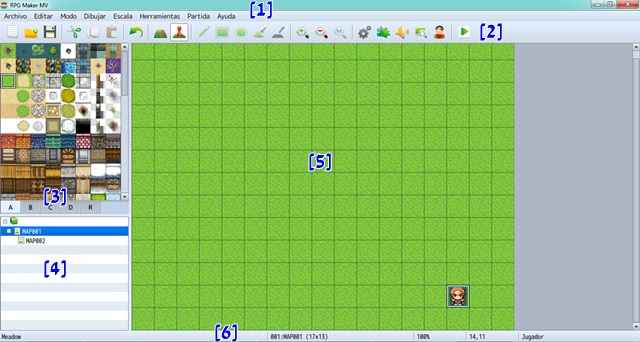 RPG Maker MV
Archivo Editar Modo Dibujar Escala Herramientas Partida Ayuda
[1]
[2]
[3]
A B C D R
MAP001
MAP002
[4]
[5]
[6]
Meadow 001:MAP001 (17x13) 100% 14,11 Jugador